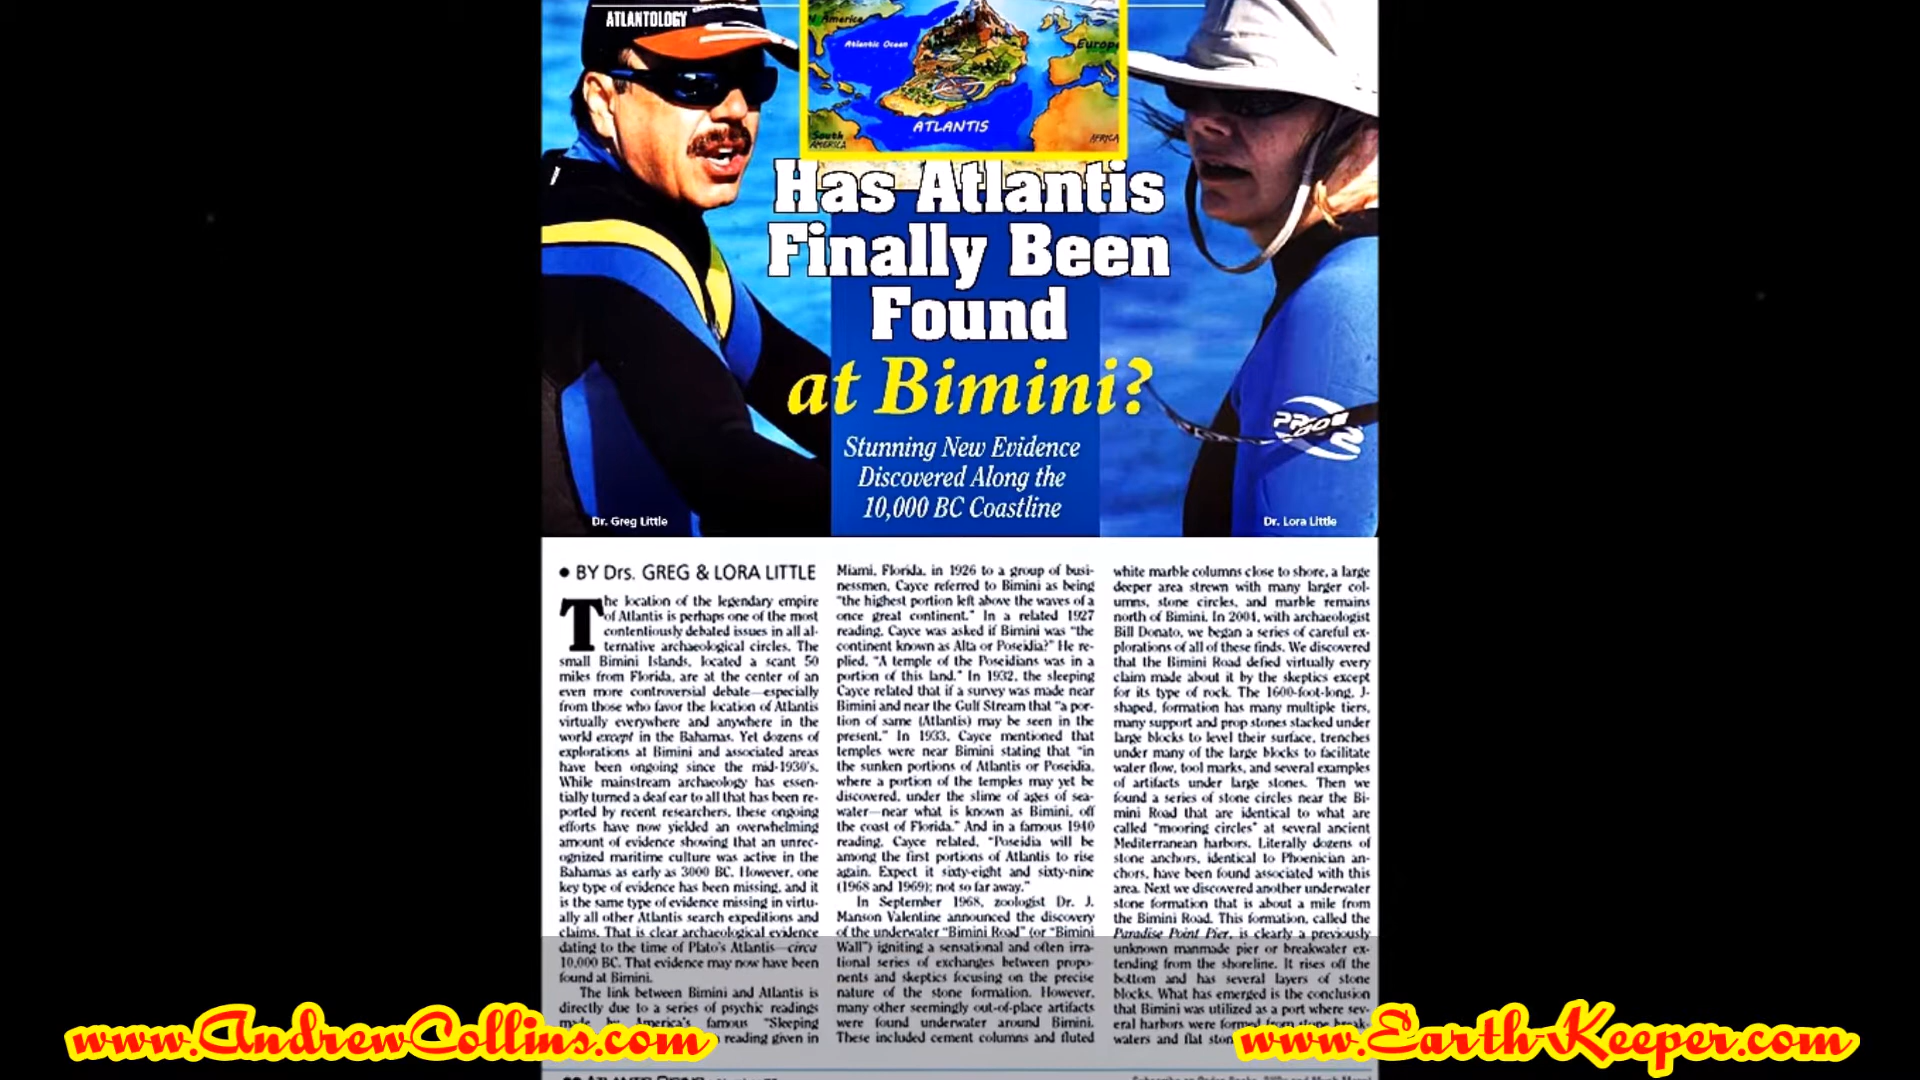 ATLANTOLOGY
N America
Atlantic Ocean
Europe
ATLANTIS
South
AMERICA
AFRICA
Has Atlantis
Finally Been
Found
at Bimini?
Stunning New Evidence
Discovered Along the
10,000 BC Coastline
Dr. Greg Little
Dr. Lora Little
• BY Drs. GREG & LORA LITTLE
The location of the legendary empire
of Atlantis is perhaps one of the most
contentiously debated issues in all al-
ternative archaeological circles. The
small Bimini Islands, located a scant 50
miles from Florida, are at the center of an
even more controversial debate—especially
from those who favor the location of Atlantis
virtually everywhere and anywhere in the
world except in the Bahamas. Yet dozens of
explorations at Bimini and associated areas
have been ongoing since the mid-1930's.
While mainstream archaeology has essen-
tially turned a deaf ear to all that has been re-
ported by recent researchers, these ongoing
efforts have now yielded an overwhelming
amount of evidence showing that an unrec-
ognized maritime culture was active in the
Bahamas as early as 3000 BC. However, one
key type of evidence has been missing, and it
is the same type of evidence missing in virtu-
ally all other Atlantis search expeditions and
claims. That is clear archaeological evidence
dating to the time of Plato's Atlantis—circa
10,000 BC. That evidence may now have been
found at Bimini.
The link between Bimini and Atlantis is
directly due to a series of psychic readings
made by America's famous "Sleeping
reading given in
Miami, Florida, in 1926 to a group of busi-
nessmen, Cayce referred to Bimini as being
"the highest portion left above the waves of a
once great continent." In a related 1927
reading, Cayce was asked if Bimini was "the
continent known as Alta or Poseidia?" He re-
plied, "A temple of the Poseidians was in a
portion of this land." In 1932, the sleeping
Cayce related that if a survey was made near
Bimini and near the Gulf Stream that "a por-
tion of same (Atlantis) may be seen in the
present." In 1933, Cayce mentioned that
temples were near Bimini stating that "in
the sunken portions of Atlantis or Poseidia,
where a portion of the temples may yet be
discovered, under the slime of ages of sea-
water—near what is known as Bimini, off
the coast of Florida." And in a famous 1940
reading, Cayce related, "Poseidia will be
among the first portions of Atlantis to rise
again. Expect it sixty-eight and sixty-nine
(1968 and 1969); not so far away."
In September 1968, zoologist Dr. J.
Manson Valentine announced the discovery
of the underwater "Bimini Road" (or "Bimini
Wall") igniting a sensational and often irra-
tional series of exchanges between propo-
nents and skeptics focusing on the precise
nature of the stone formation. However,
many other seemingly out-of-place artifacts
were found underwater around Bimini.
These included cement columns and fluted
white marble columns close to shore, a large
deeper area strewn with many larger col-
umns, stone circles, and marble remains
north of Bimini. In 2004, with archaeologist
Bill Donato, we began a series of careful ex-
plorations of all of these finds. We discovered
that the Bimini Road defied virtually every
claim made about it by the skeptics except
for its type of rock. The 1600-foot-long, J-
shaped, formation has many multiple tiers,
many support and prop stones stacked under
large blocks to level their surface, trenches
under many of the large blocks to facilitate
water flow, tool marks, and several examples
of artifacts under large stones. Then we
found a series of stone circles near the Bi-
mini Road that are identical to what are
called "mooring circles" at several ancient
Mediterranean harbors. Literally dozens of
stone anchors, identical to Phoenician an-
chors, have been found associated with this
area. Next we discovered another underwater
stone formation that is about a mile from
the Bimini Road. This formation, called the
Paradise Point Pier, is clearly a previously
unknown manmade pier or breakwater ex-
tending from the shoreline. It rises off the
bottom and has several layers of stone
blocks. What has emerged is the conclusion
that Bimini was utilized as a port where sev-
eral harbors were formed from stone break-
waters and flat
www.AndrewCollins.com
www.Earth-Keeper.com